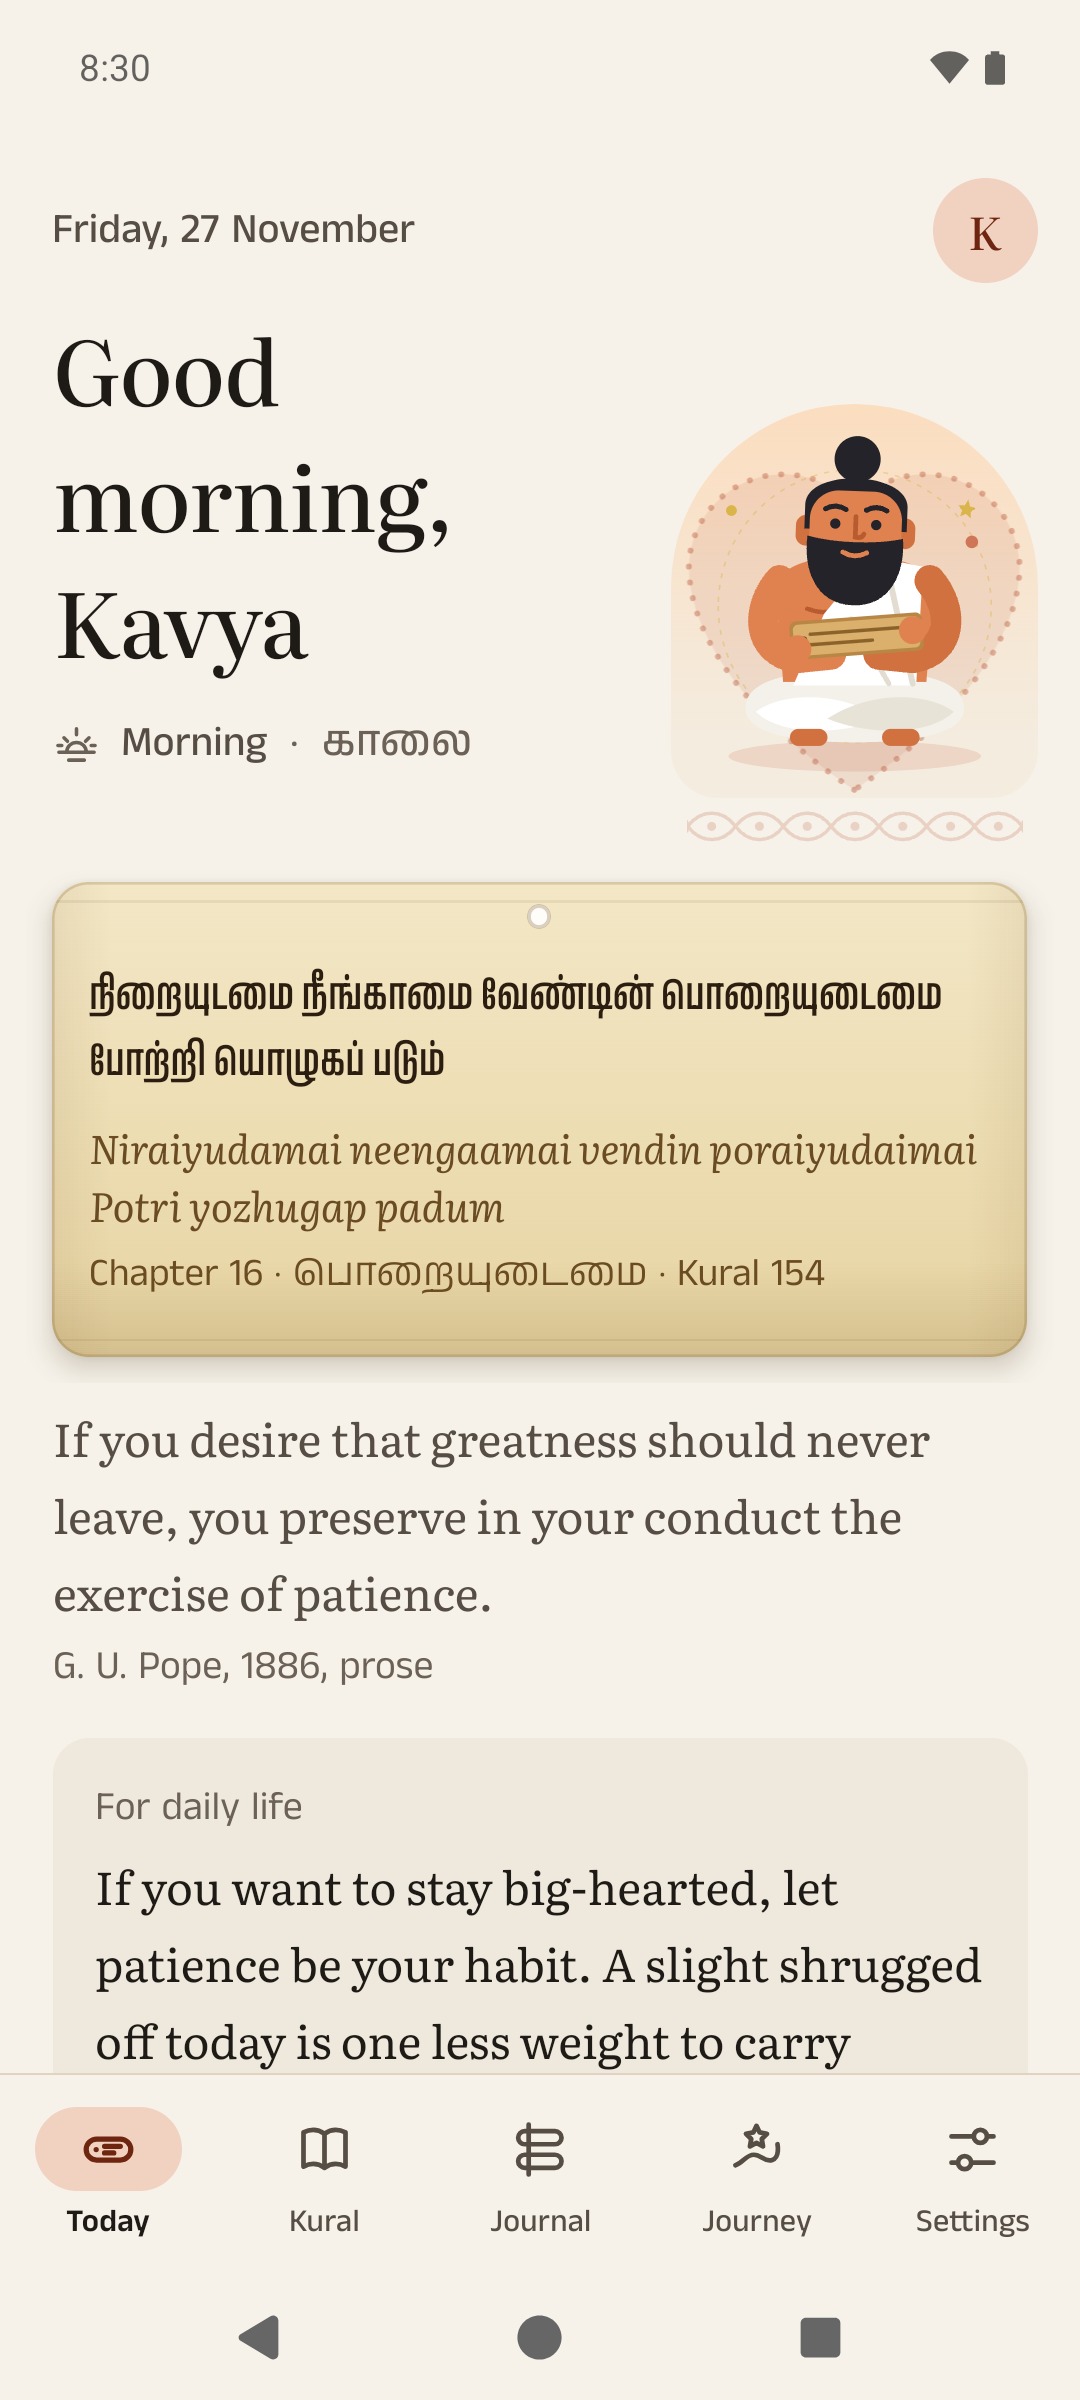 8:30
Friday, 27 November
K
Good
morning,
Kavya
Morning · காலை
நிறையுடமை நீங்காமை வேண்டின் பொறையுடைமை
போற்றி யொழுகப் படும்
Niraiyudamai neengaamai vendin poraiyudaimai
Potri yozhugap padum
Chapter 16 · பொறையுடைமை · Kural 154
If you desire that greatness should never
leave, you preserve in your conduct the
exercise of patience.
G. U. Pope, 1886, prose
For daily life
If you want to stay big-hearted, let
patience be your habit. A slight shrugged
off today is one less weight to carry
Today
Kural
Journal
Journey
Settings